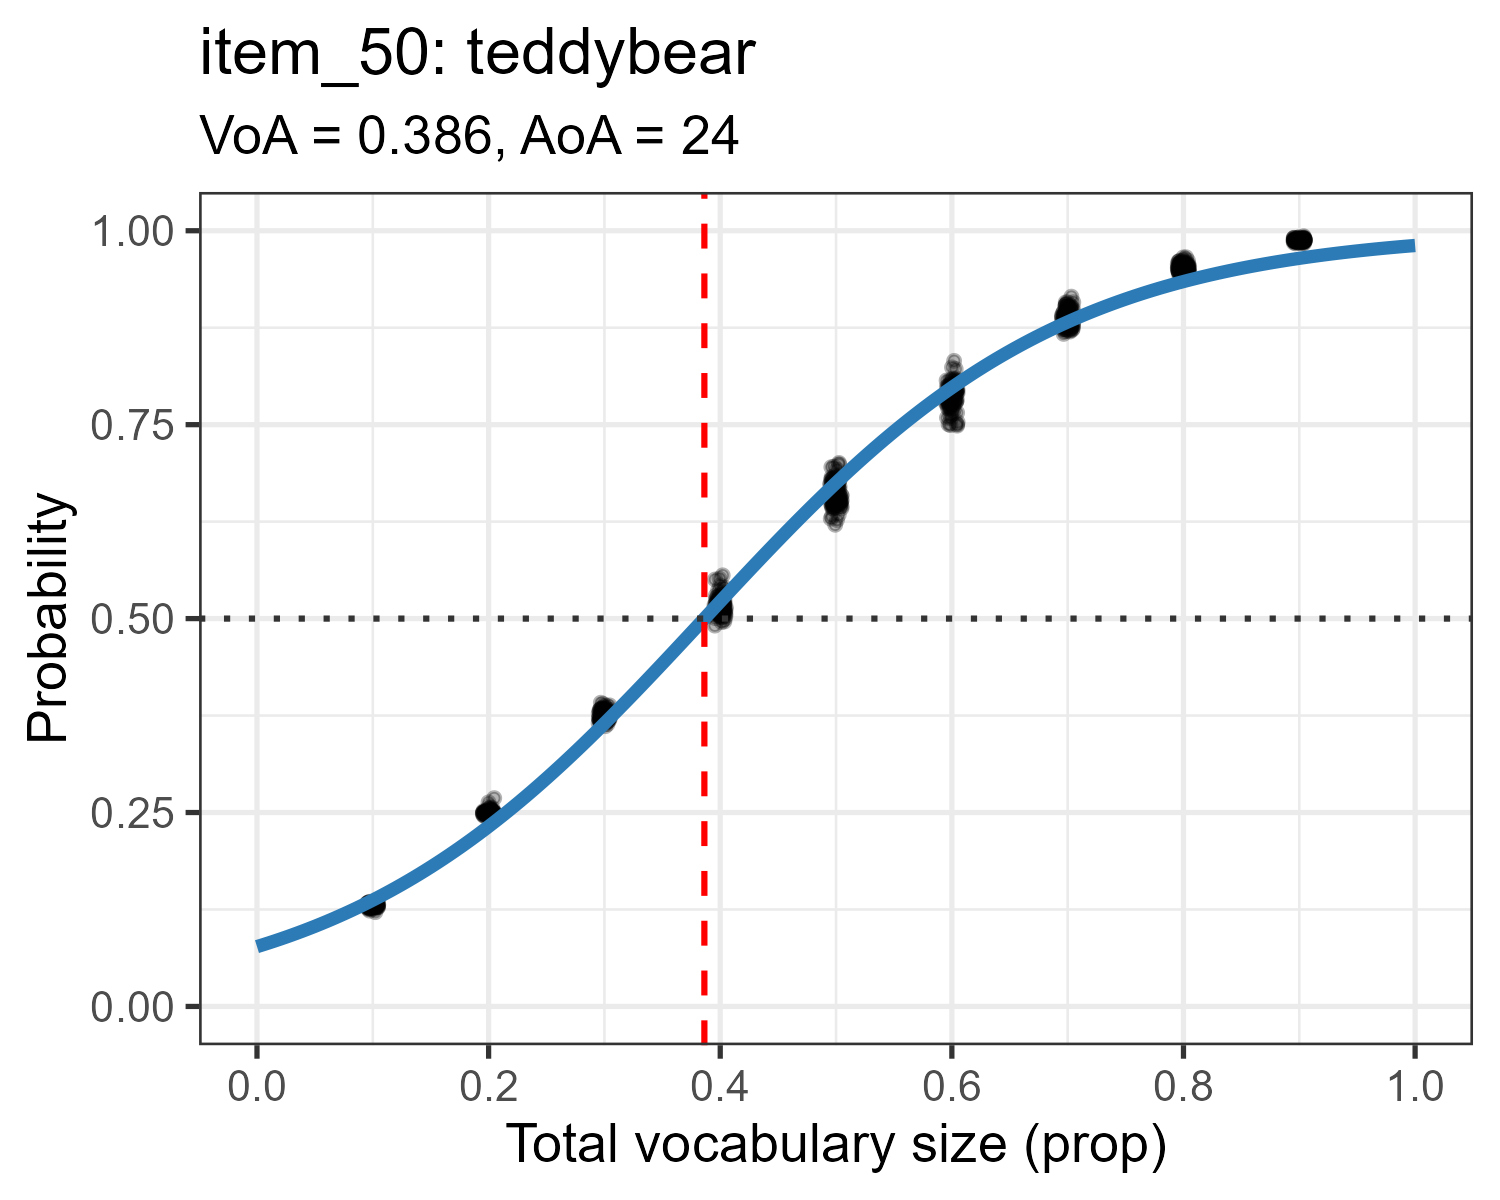 item_50: teddybear
VoA = 0.386, AoA = 24
1.00
0.75
0.50
0.25
0.00
Probability
0.0 0.2 0.4 0.6 0.8 1.0
Total vocabulary size (prop)